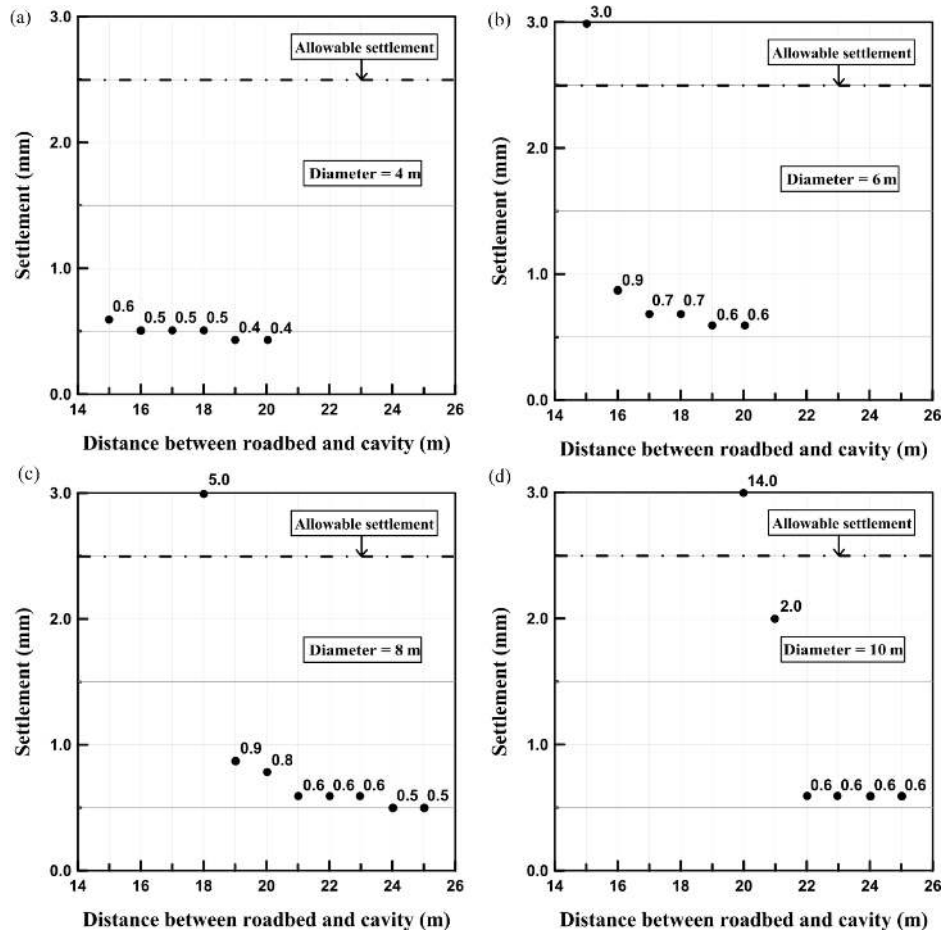 (a)
3.0
Allowable settlement
2.0
Settlement (mm)
Diameter = 4 m
1.0
0.6 0.5 0.5 0.5 0.4 0.4
0.0
14 16 18 20 22 24 26
Distance between roadbed and cavity (m)
(b)
3.0
3.0
Allowable settlement
2.0
Settlement (mm)
Diameter = 6 m
1.0
0.9 0.7 0.7 0.6 0.6
0.0
14 16 18 20 22 24 26
Distance between roadbed and cavity (m)
(c)
5.0
3.0
Allowable settlement
2.0
Settlement (mm)
Diameter = 8 m
1.0
0.9 0.8 0.6 0.6 0.6 0.5 0.5
0.0
14 16 18 20 22 24 26
Distance between roadbed and cavity (m)
(d)
14.0
3.0
Allowable settlement
2.0
2.0
Settlement (mm)
Diameter = 10 m
1.0
0.6 0.6 0.6 0.6
0.0
14 16 18 20 22 24 26
Distance between roadbed and cavity (m)